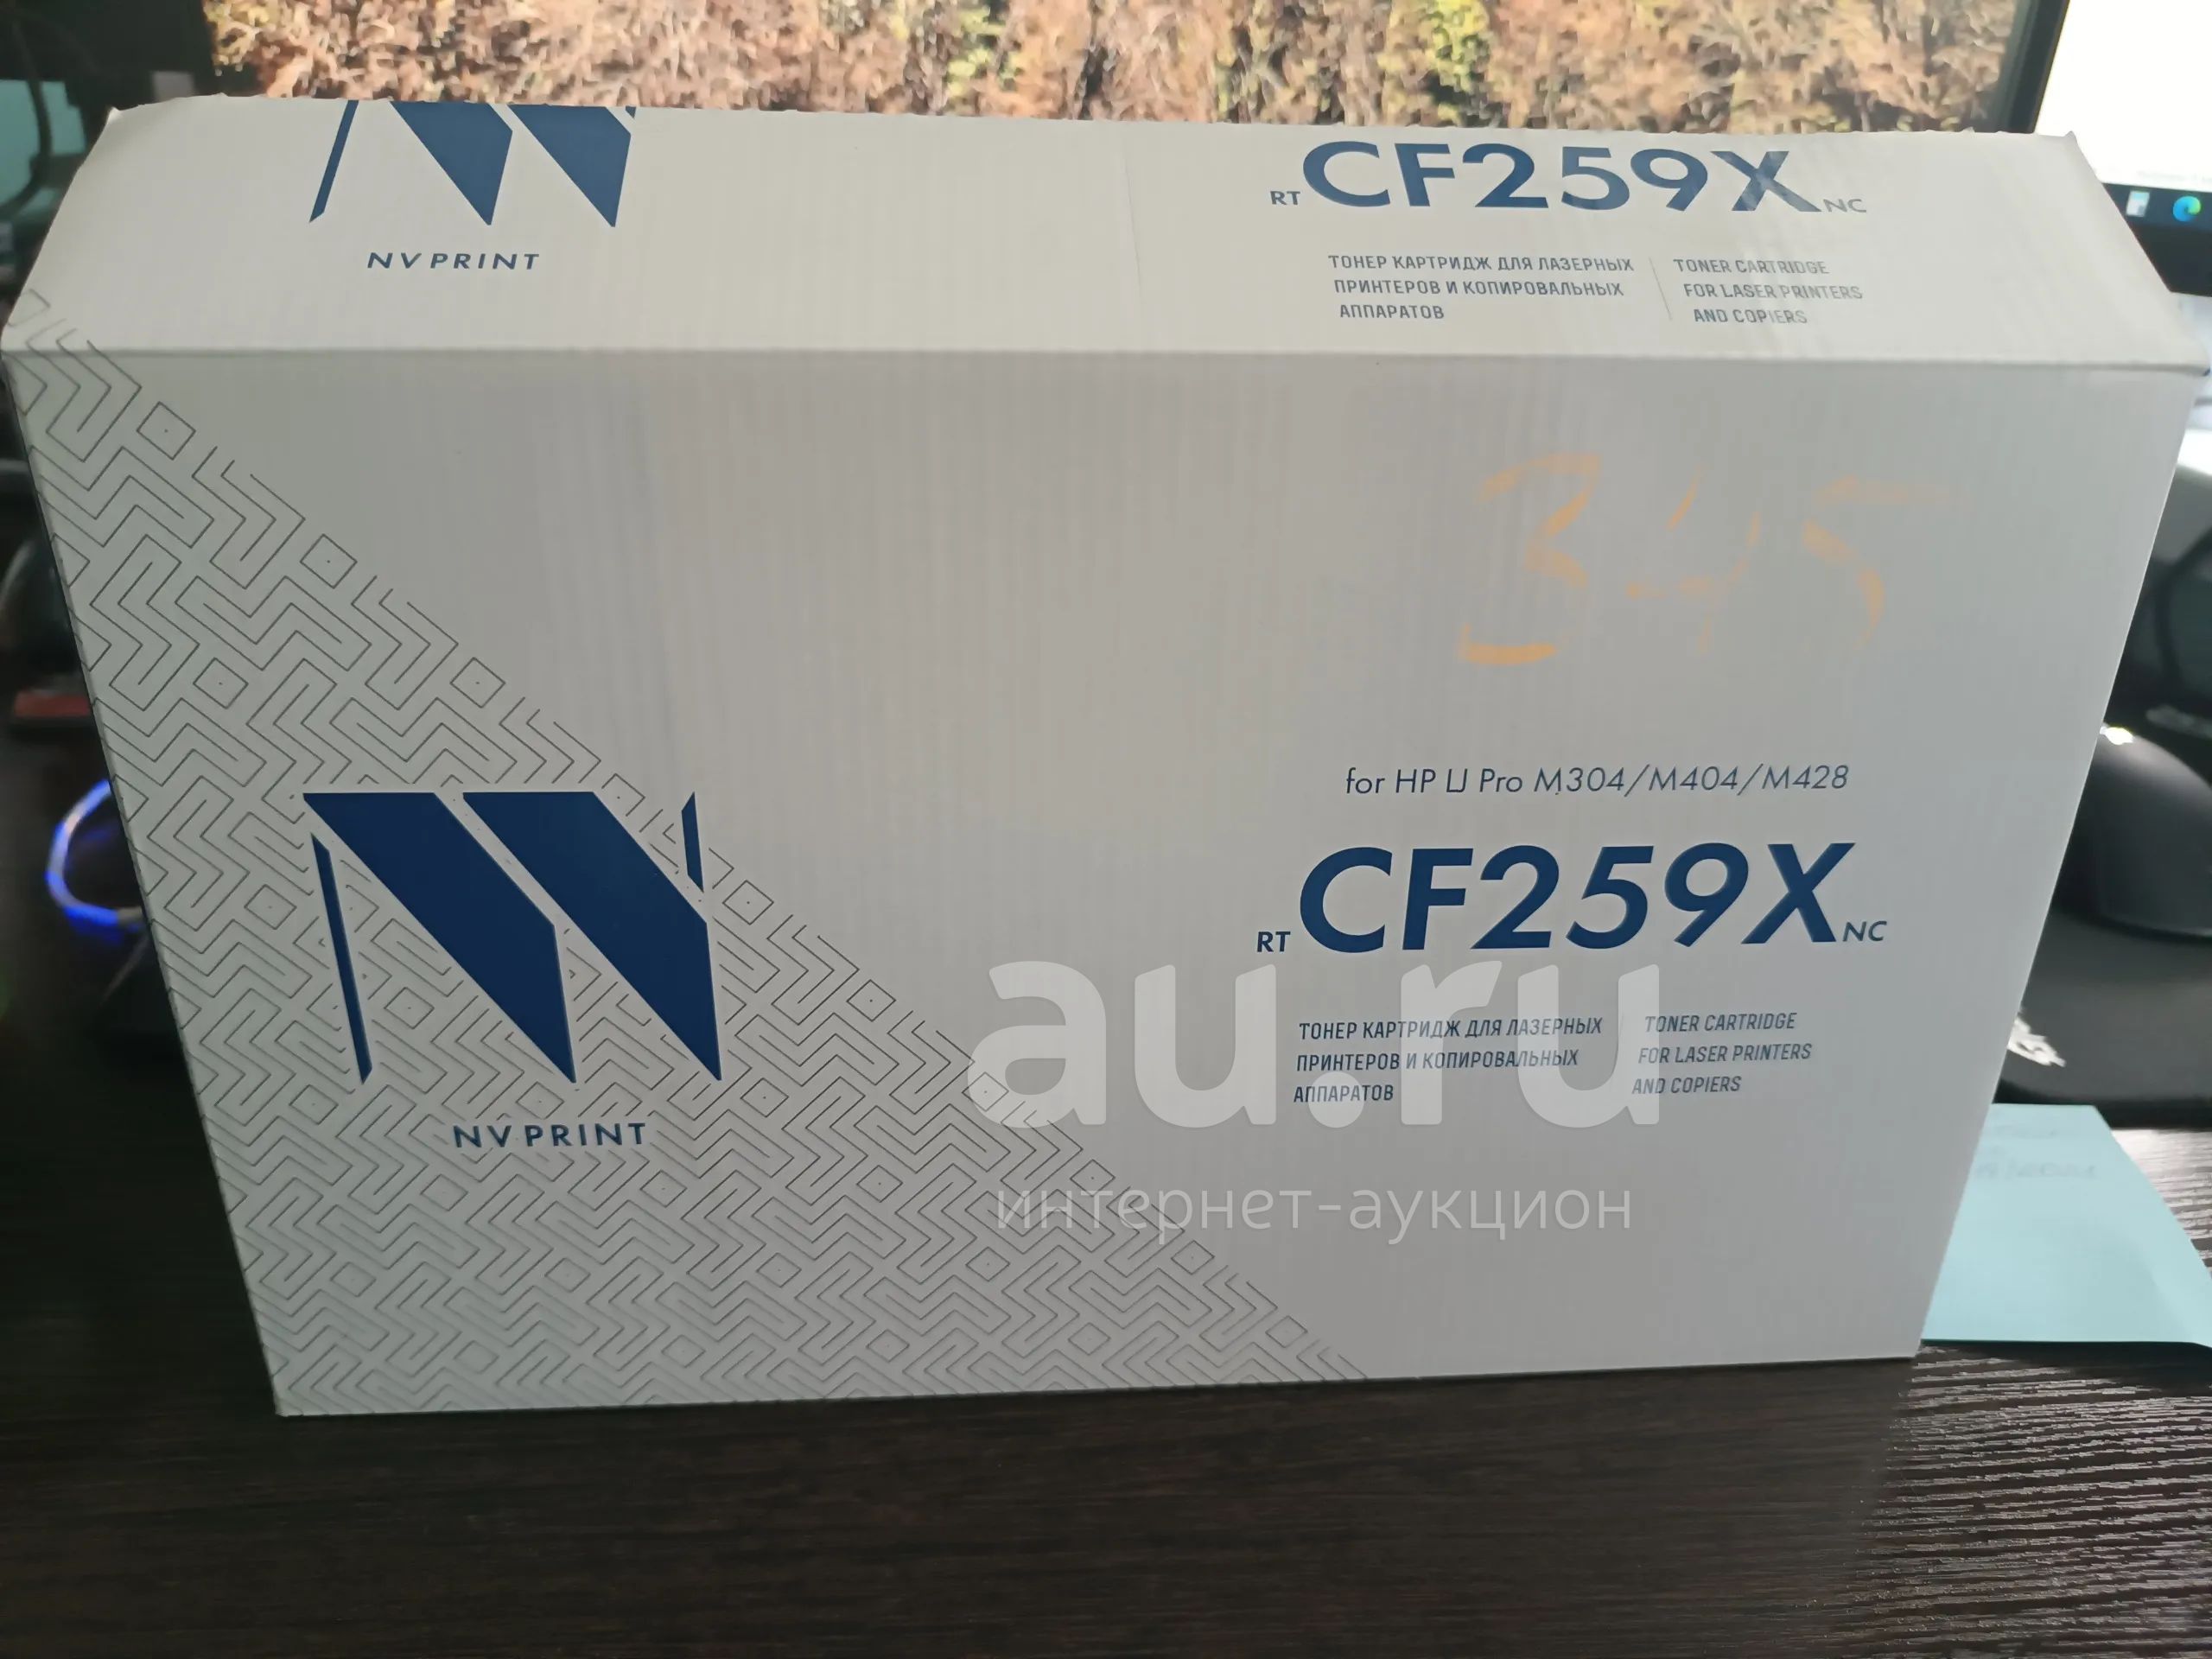 NV PRINT
RT CF259X NC
ТОНЕР КАРТРИДЖ ДЛЯ ЛАЗЕРНЫХ
ПРИНТЕРОВ И КОПИРОВАЛЬНЫХ
АППАРАТОВ
TONER CARTRIDGE
FOR LASER PRINTERS
AND COPIERS
345
for HP LJ Pro M304/M404/M428
RT CF259X NC
ТОНЕР КАРТРИДЖ ДЛЯ ЛАЗЕРНЫХ
ПРИНТЕРОВ И КОПИРОВАЛЬНЫХ
АППАРАТОВ
TONER CARTRIDGE
FOR LASER PRINTERS
AND COPIERS
NV PRINT
au.ru
интернет-аукцион